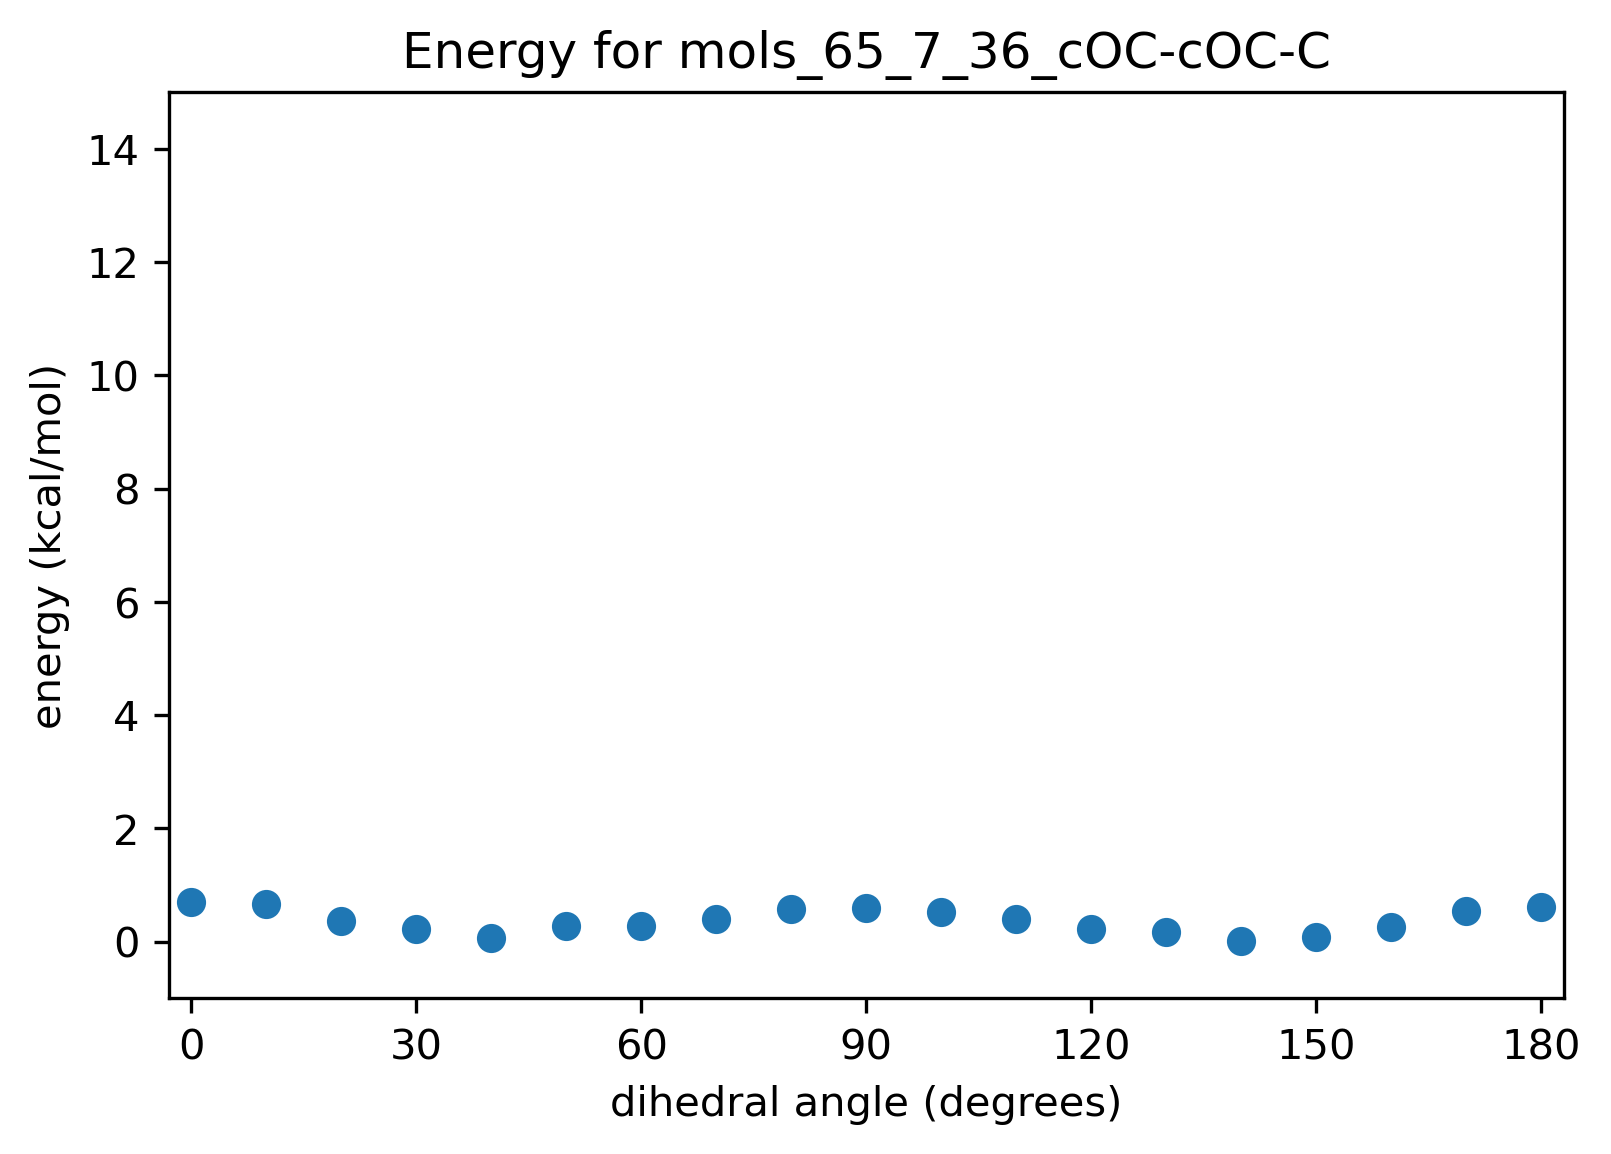 Energy for mols_65_7_36_cOC-cOC-C
14
12
10
8
6
4
2
0
energy (kcal/mol)
0 30 60 90 120 150 180
dihedral angle (degrees)